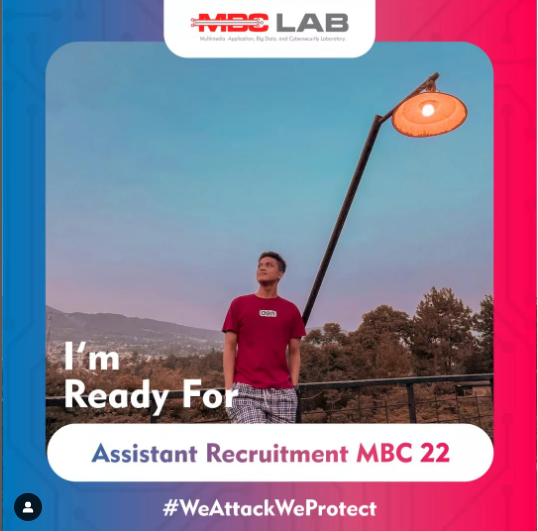 MBC LAB
Multimedia Application, Big Data, and Cybersecurity Laboratory
I'm
Ready For
Assistant Recruitment MBC 22
#WeAttackWeProtect